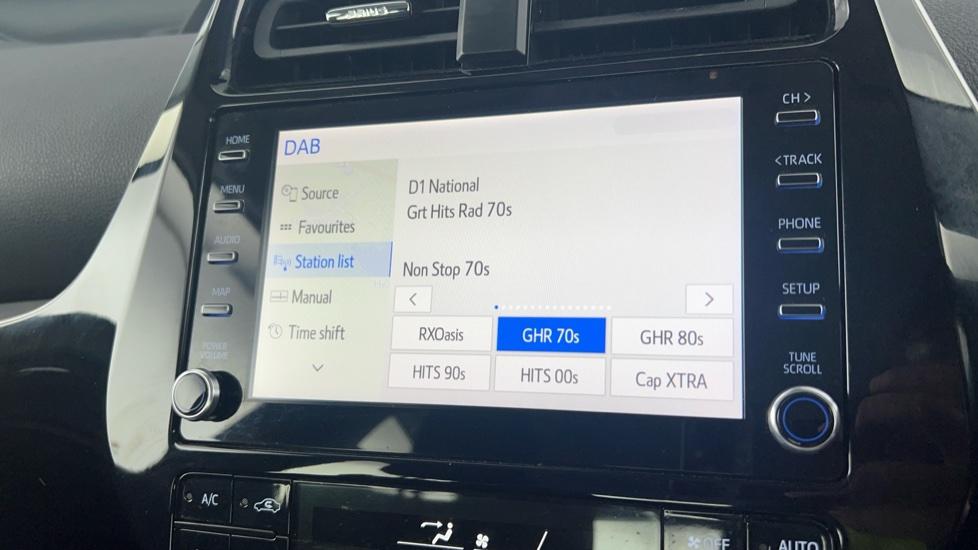 DAB
Source
Favourites
Station list
Manual
Time shift
D1 National
Grt Hits Rad 70s
Non Stop 70s
< >
RXOasis GHR 70s GHR 80s
HITS 90s HITS 00s Cap XTRA
HOME
MENU
AUDIO
MAP
POWER
VOLUME
CH >
< TRACK
PHONE
SETUP
TUNE
SCROLL
A/C
OFF
AUTO